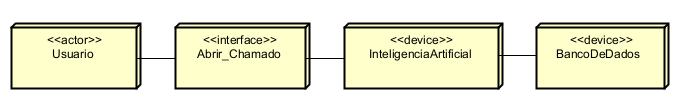 <<actor>>
Usuario
<<interface>>
Abrir_Chamado
<<device>>
InteligenciaArtificial
<<device>>
BancoDeDados